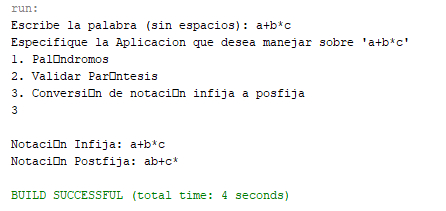 run:
Escribe la palabra (sin espacios): a+b*c
Especifique la Aplicacion que desea manejar sobre 'a+b*c'
1. Pal□ndromos
2. Validar Par□ntesis
3. Conversi□n de notaci□n infija a posfija
3
Notaci□n Infija: a+b*c
Notaci□n Postfija: ab+c*
BUILD SUCCESSFUL (total time: 4 seconds)